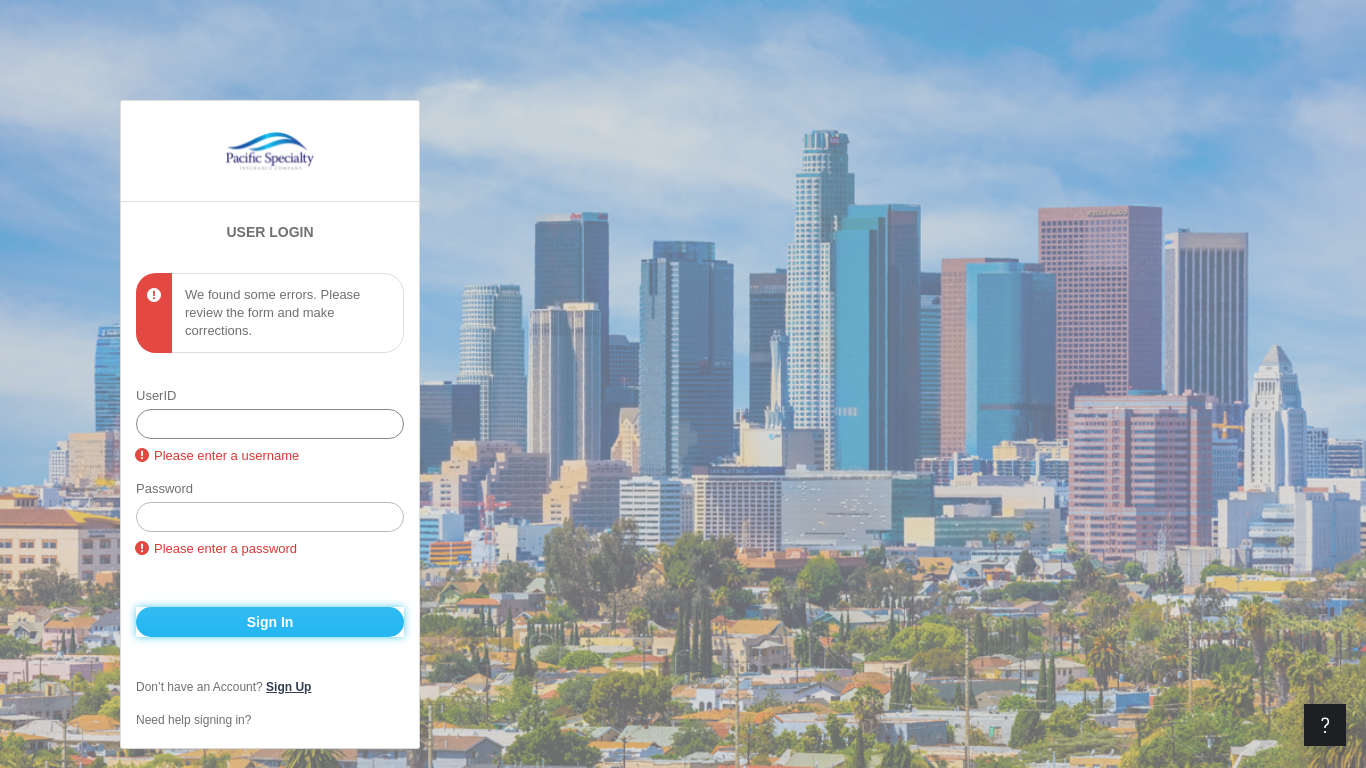 Pacific Specialty
INSURANCE COMPANY
USER LOGIN
We found some errors. Please
review the form and make
corrections.
UserID
Please enter a username
Password
Please enter a password
Sign In
Don't have an Account? Sign Up
Need help signing in?
?